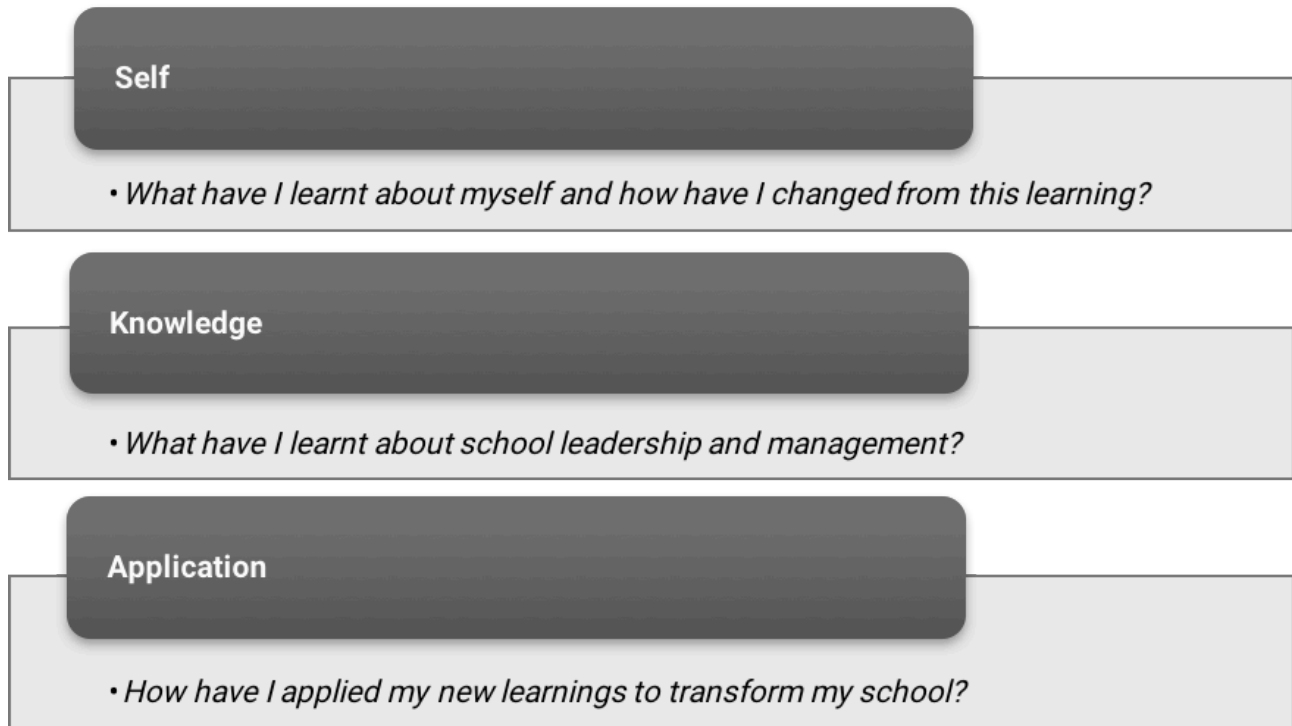 Self
• What have I learnt about myself and how have I changed from this learning?
Knowledge
• What have I learnt about school leadership and management?
Application
• How have I applied my new learnings to transform my school?